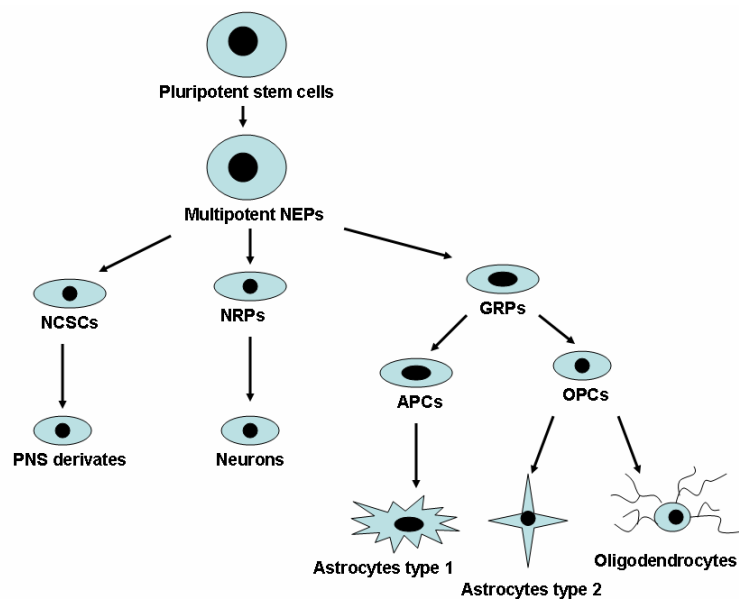 Pluripotent stem cells
Multipotent NEPs
NCSCs
NRPs
GRPs
APCs
OPCs
PNS derivates
Neurons
Astrocytes type 1
Astrocytes type 2
Oligodendrocytes